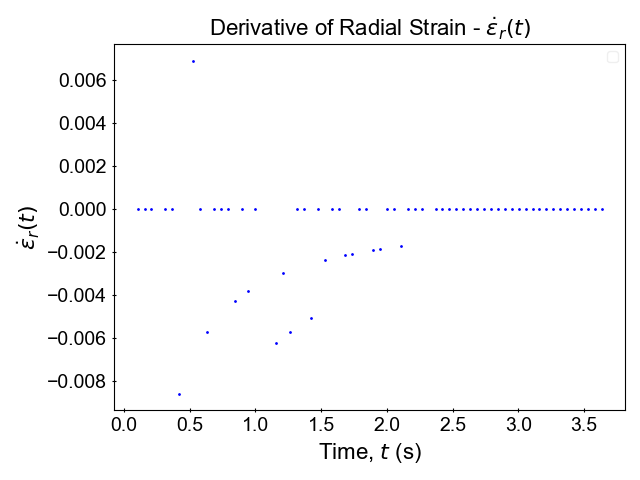 Derivative of Radial Strain - ε̇ᵣ(t)
0.006
0.004
0.002
0.000
−0.002
−0.004
−0.006
−0.008
ε̇ᵣ(t)
0.0 0.5 1.0 1.5 2.0 2.5 3.0 3.5
Time, t (s)